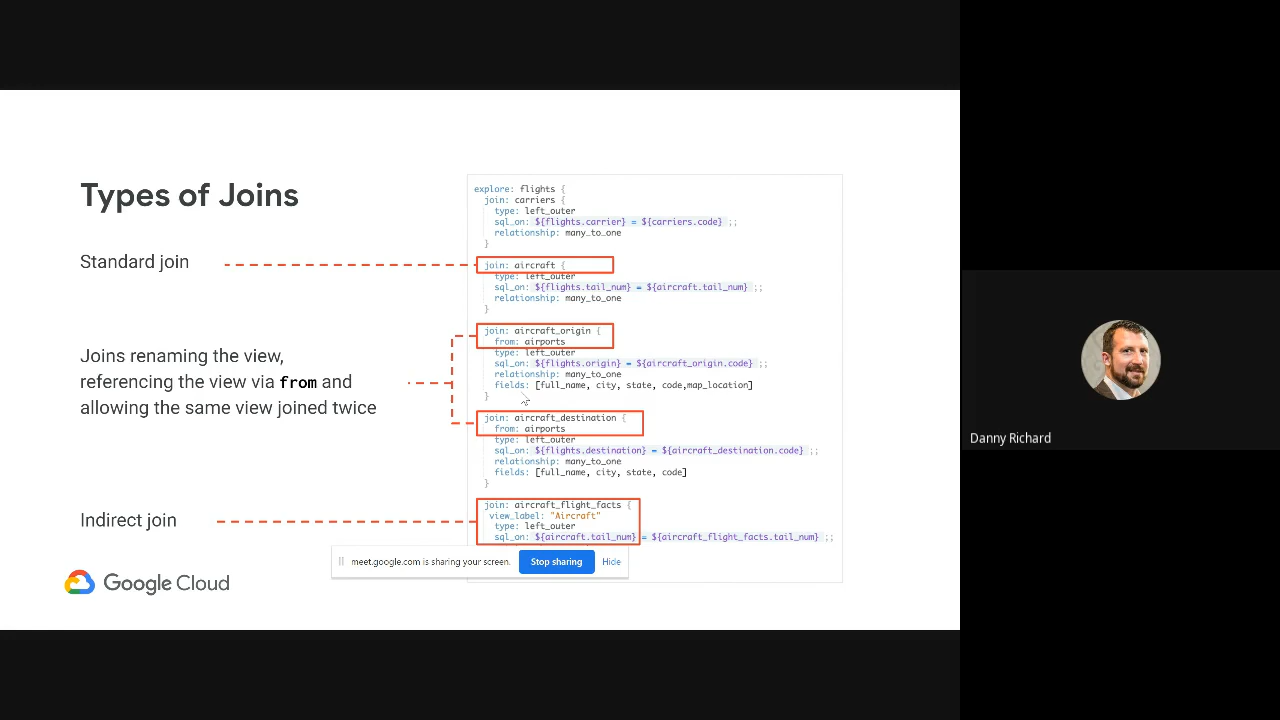 Types of Joins
Standard join
Joins renaming the view,
referencing the view via from and
allowing the same view joined twice
Indirect join
explore: flights {
join: carriers {
type: left_outer
sql_on: ${flights.carrier} = ${carriers.code} ;;
relationship: many_to_one
}
join: aircraft {
type: left_outer
sql_on: ${flights.tail_num} = ${aircraft.tail_num} ;;
relationship: many_to_one
}
join: aircraft_origin {
from: airports
type: left_outer
sql_on: ${flights.origin} = ${aircraft_origin.code} ;;
relationship: many_to_one
fields: [full_name, city, state, code,map_location]
}
join: aircraft_destination {
from: airports
type: left_outer
sql_on: ${flights.destination} = ${aircraft_destination.code} ;;
relationship: many_to_one
fields: [full_name, city, state, code]
}
join: aircraft_flight_facts {
view_label: "Aircraft"
type: left_outer
sql_on: ${aircraft.tail_num} = ${aircraft_flight_facts.tail_num} ;;
meet.google.com is sharing your screen. Stop sharing Hide
Google Cloud
Danny Richard